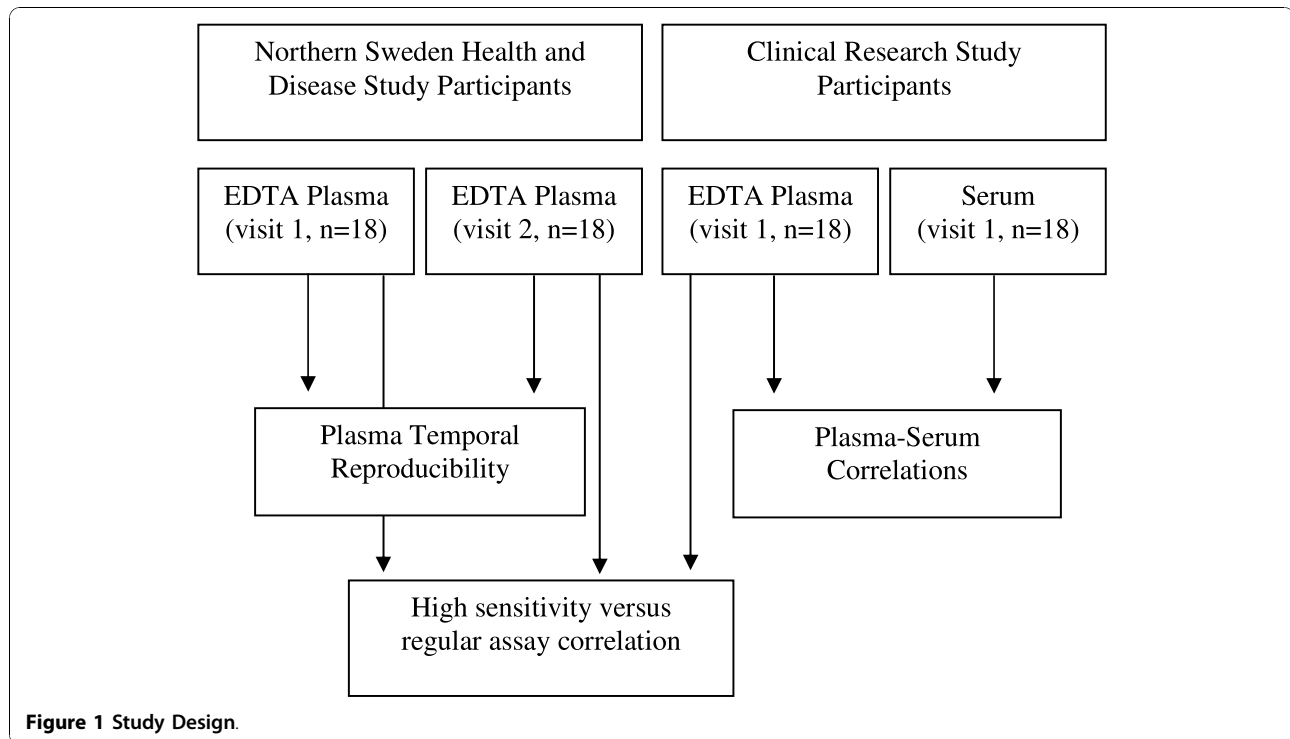 Northern Sweden Health and
Disease Study Participants
Clinical Research Study
Participants
EDTA Plasma
(visit 1, n=18)
EDTA Plasma
(visit 2, n=18)
EDTA Plasma
(visit 1, n=18)
Serum
(visit 1, n=18)
Plasma Temporal
Reproducibility
Plasma-Serum
Correlations
High sensitivity versus
regular assay correlation
Figure 1 Study Design.